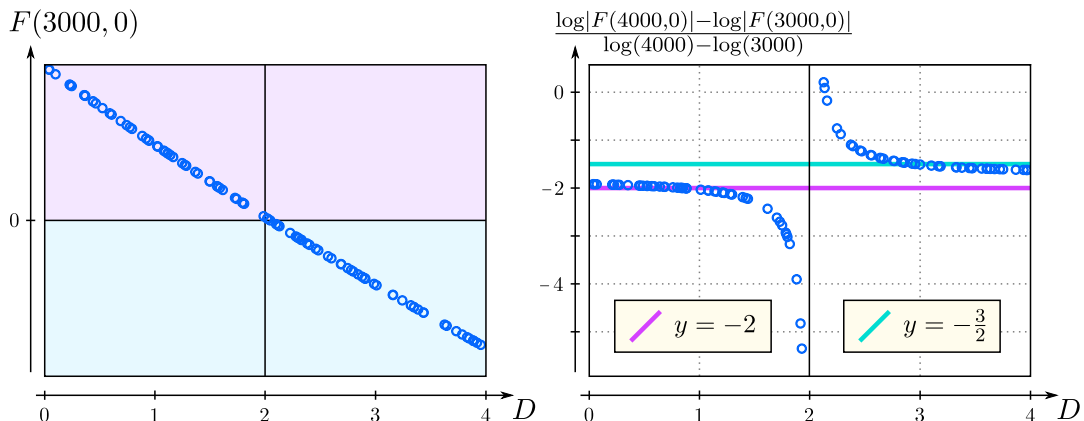 F(3000, 0)
0
0 1 2 3 4 D
log|F(4000,0)|−log|F(3000,0)|
log(4000)−log(3000)
0
−2
−4
y = −2
y = −3/2
0 1 2 3 4 D